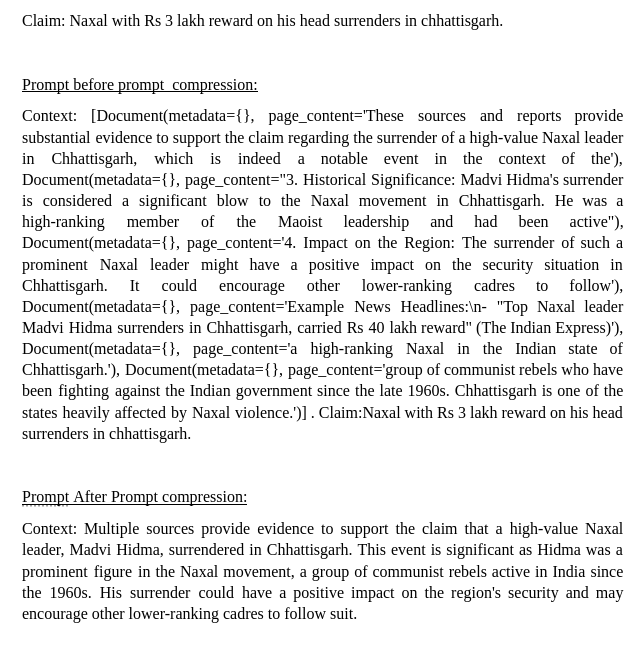 Claim: Naxal with Rs 3 lakh reward on his head surrenders in chhattisgarh.
Prompt before prompt  compression:
Context: [Document(metadata={}, page_content='These sources and reports provide
substantial evidence to support the claim regarding the surrender of a high-value Naxal leader
in Chhattisgarh, which is indeed a notable event in the context of the'),
Document(metadata={}, page_content="3. Historical Significance: Madvi Hidma's surrender
is considered a significant blow to the Naxal movement in Chhattisgarh. He was a
high-ranking member of the Maoist leadership and had been active"),
Document(metadata={}, page_content='4. Impact on the Region: The surrender of such a
prominent Naxal leader might have a positive impact on the security situation in
Chhattisgarh. It could encourage other lower-ranking cadres to follow'),
Document(metadata={}, page_content='Example News Headlines:\n- "Top Naxal leader
Madvi Hidma surrenders in Chhattisgarh, carried Rs 40 lakh reward" (The Indian Express)'),
Document(metadata={}, page_content='a high-ranking Naxal in the Indian state of
Chhattisgarh.'), Document(metadata={}, page_content='group of communist rebels who have
been fighting against the Indian government since the late 1960s. Chhattisgarh is one of the
states heavily affected by Naxal violence.')] . Claim:Naxal with Rs 3 lakh reward on his head
surrenders in chhattisgarh.
Prompt After Prompt compression:
Context: Multiple sources provide evidence to support the claim that a high-value Naxal
leader, Madvi Hidma, surrendered in Chhattisgarh. This event is significant as Hidma was a
prominent figure in the Naxal movement, a group of communist rebels active in India since
the 1960s. His surrender could have a positive impact on the region's security and may
encourage other lower-ranking cadres to follow suit.